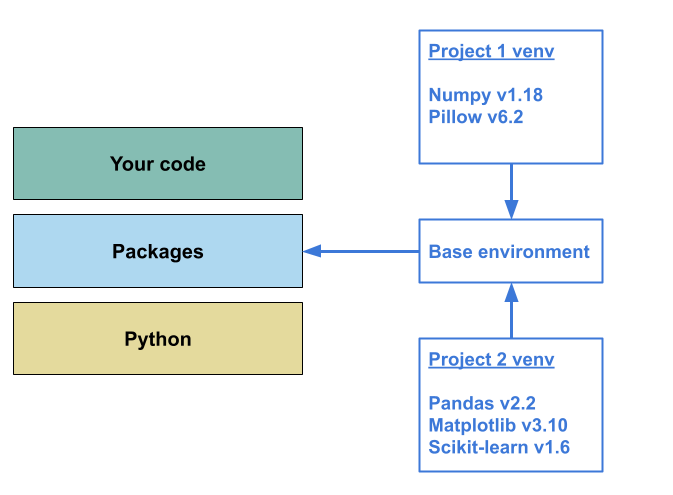 Your code
Packages
Python
Project 1 venv
Numpy v1.18
Pillow v6.2
Base environment
Project 2 venv
Pandas v2.2
Matplotlib v3.10
Scikit-learn v1.6